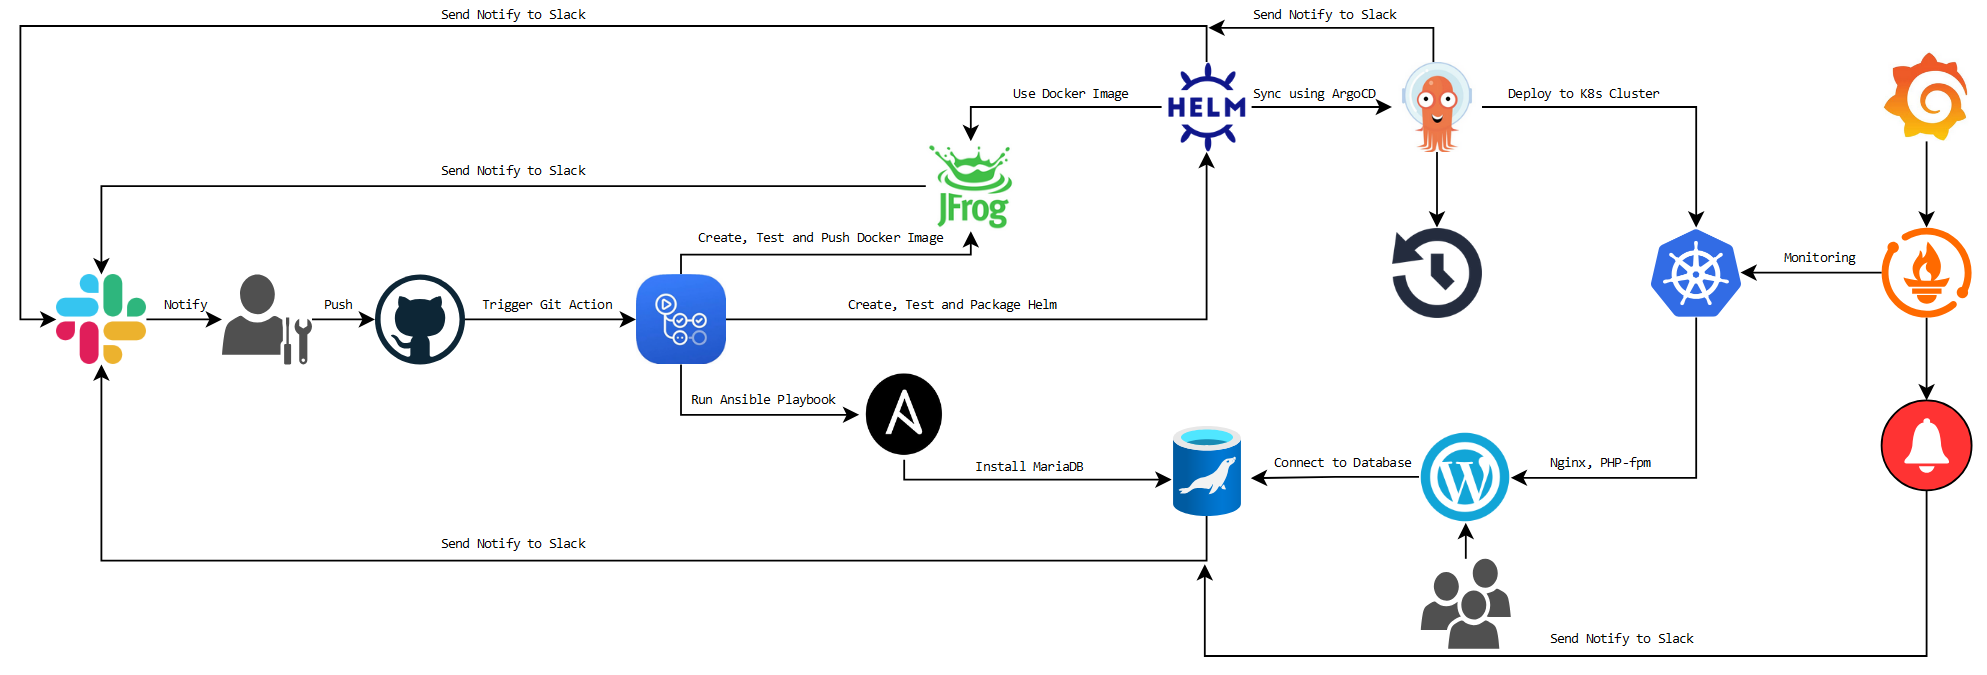 Send Notify to Slack
Send Notify to Slack
Use Docker Image
HELM
Sync using ArgoCD
Deploy to K8s Cluster
Send Notify to Slack
JFrog
Create, Test and Push Docker Image
Monitoring
Notify
Push
Trigger Git Action
Create, Test and Package Helm
Run Ansible Playbook
Install MariaDB
Connect to Database
Nginx, PHP-fpm
Send Notify to Slack
Send Notify to Slack